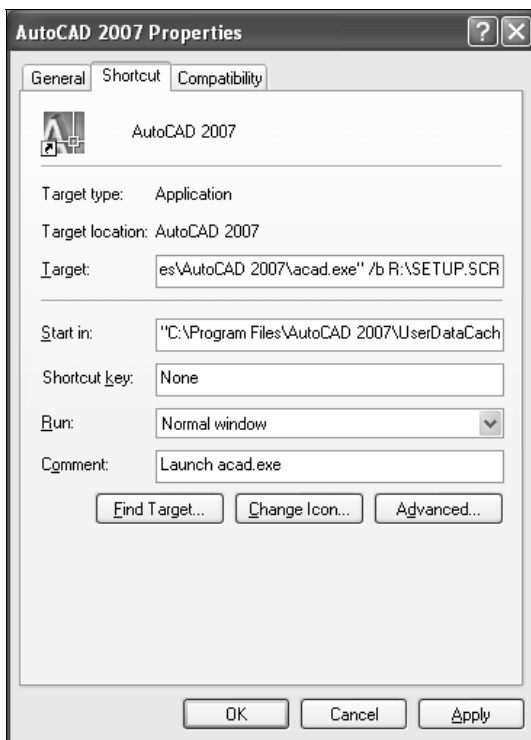 AutoCAD 2007 Properties
General Shortcut Compatibility
AutoCAD 2007
Target type: Application
Target location: AutoCAD 2007
Target: es\AutoCAD 2007\acad.exe" /b R:\SETUP.SCR
Start in: "C:\Program Files\AutoCAD 2007\UserDataCach
Shortcut key: None
Run: Normal window
Comment: Launch acad.exe
Find Target... Change Icon... Advanced...
OK Cancel Apply